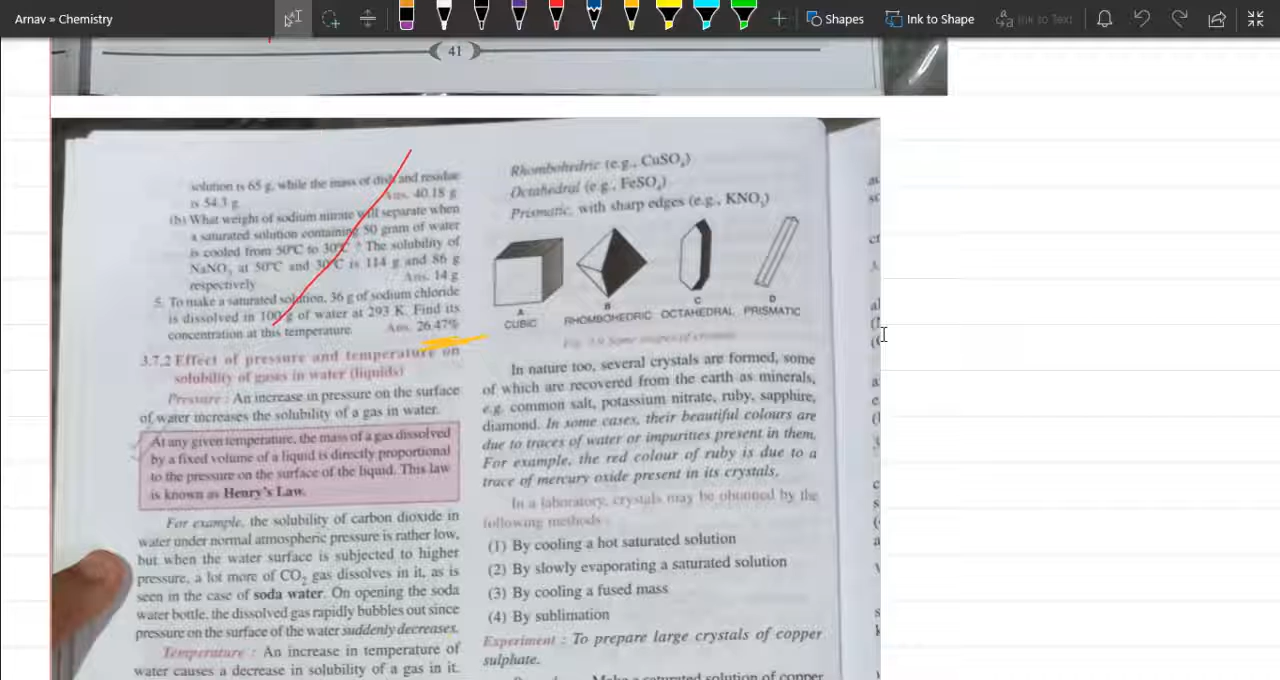 Arnav » Chemistry
Shapes
Ink to Shape
Ink to Text
41
solution is 65 g, while the mass of dish and residue
is 54.3 g.
Ans. 40.18 g
(b) What weight of sodium nitrate will separate when
a saturated solution containing 50 gram of water
is cooled from 50°C to 30°C ? The solubility of
NaNO3 at 50°C and 30°C is 114 g and 86 g
respectively
Ans. 14 g
5. To make a saturated solution, 36 g of sodium chloride
is dissolved in 100 g of water at 293 K. Find its
concentration at this temperature.
Ans. 26.47%
3.7.2 Effect of pressure and temperature on
solubility of gases in water (liquids)
Pressure : An increase in pressure on the surface
of water increases the solubility of a gas in water.
At any given temperature, the mass of a gas dissolved
by a fixed volume of a liquid is directly proportional
to the pressure on the surface of the liquid. This law
is known as Henry's Law.
For example, the solubility of carbon dioxide in
water under normal atmospheric pressure is rather low,
but when the water surface is subjected to higher
pressure, a lot more of CO2 gas dissolves in it, as is
seen in the case of soda water. On opening the soda
water bottle, the dissolved gas rapidly bubbles out since
pressure on the surface of the water suddenly decreases.
Temperature : An increase in temperature of
water causes a decrease in solubility of a gas in it.
Rhombohedric (e.g., CuSO4)
Octahedral (e.g., FeSO4)
Prismatic, with sharp edges (e.g., KNO3)
A
CUBIC
B
RHOMBOHEDRIC
C
OCTAHEDRAL
D
PRISMATIC
Fig. 3.9 Some shapes of crystals
In nature too, several crystals are formed, some
of which are recovered from the earth as minerals,
e.g. common salt, potassium nitrate, ruby, sapphire,
diamond. In some cases, their beautiful colours are
due to traces of water or impurities present in them.
For example, the red colour of ruby is due to a
trace of mercury oxide present in its crystals.
In a laboratory, crystals may be obtained by the
following methods :
(1) By cooling a hot saturated solution
(2) By slowly evaporating a saturated solution
(3) By cooling a fused mass
(4) By sublimation
Experiment : To prepare large crystals of copper
sulphate.
Make a saturated solution of copper